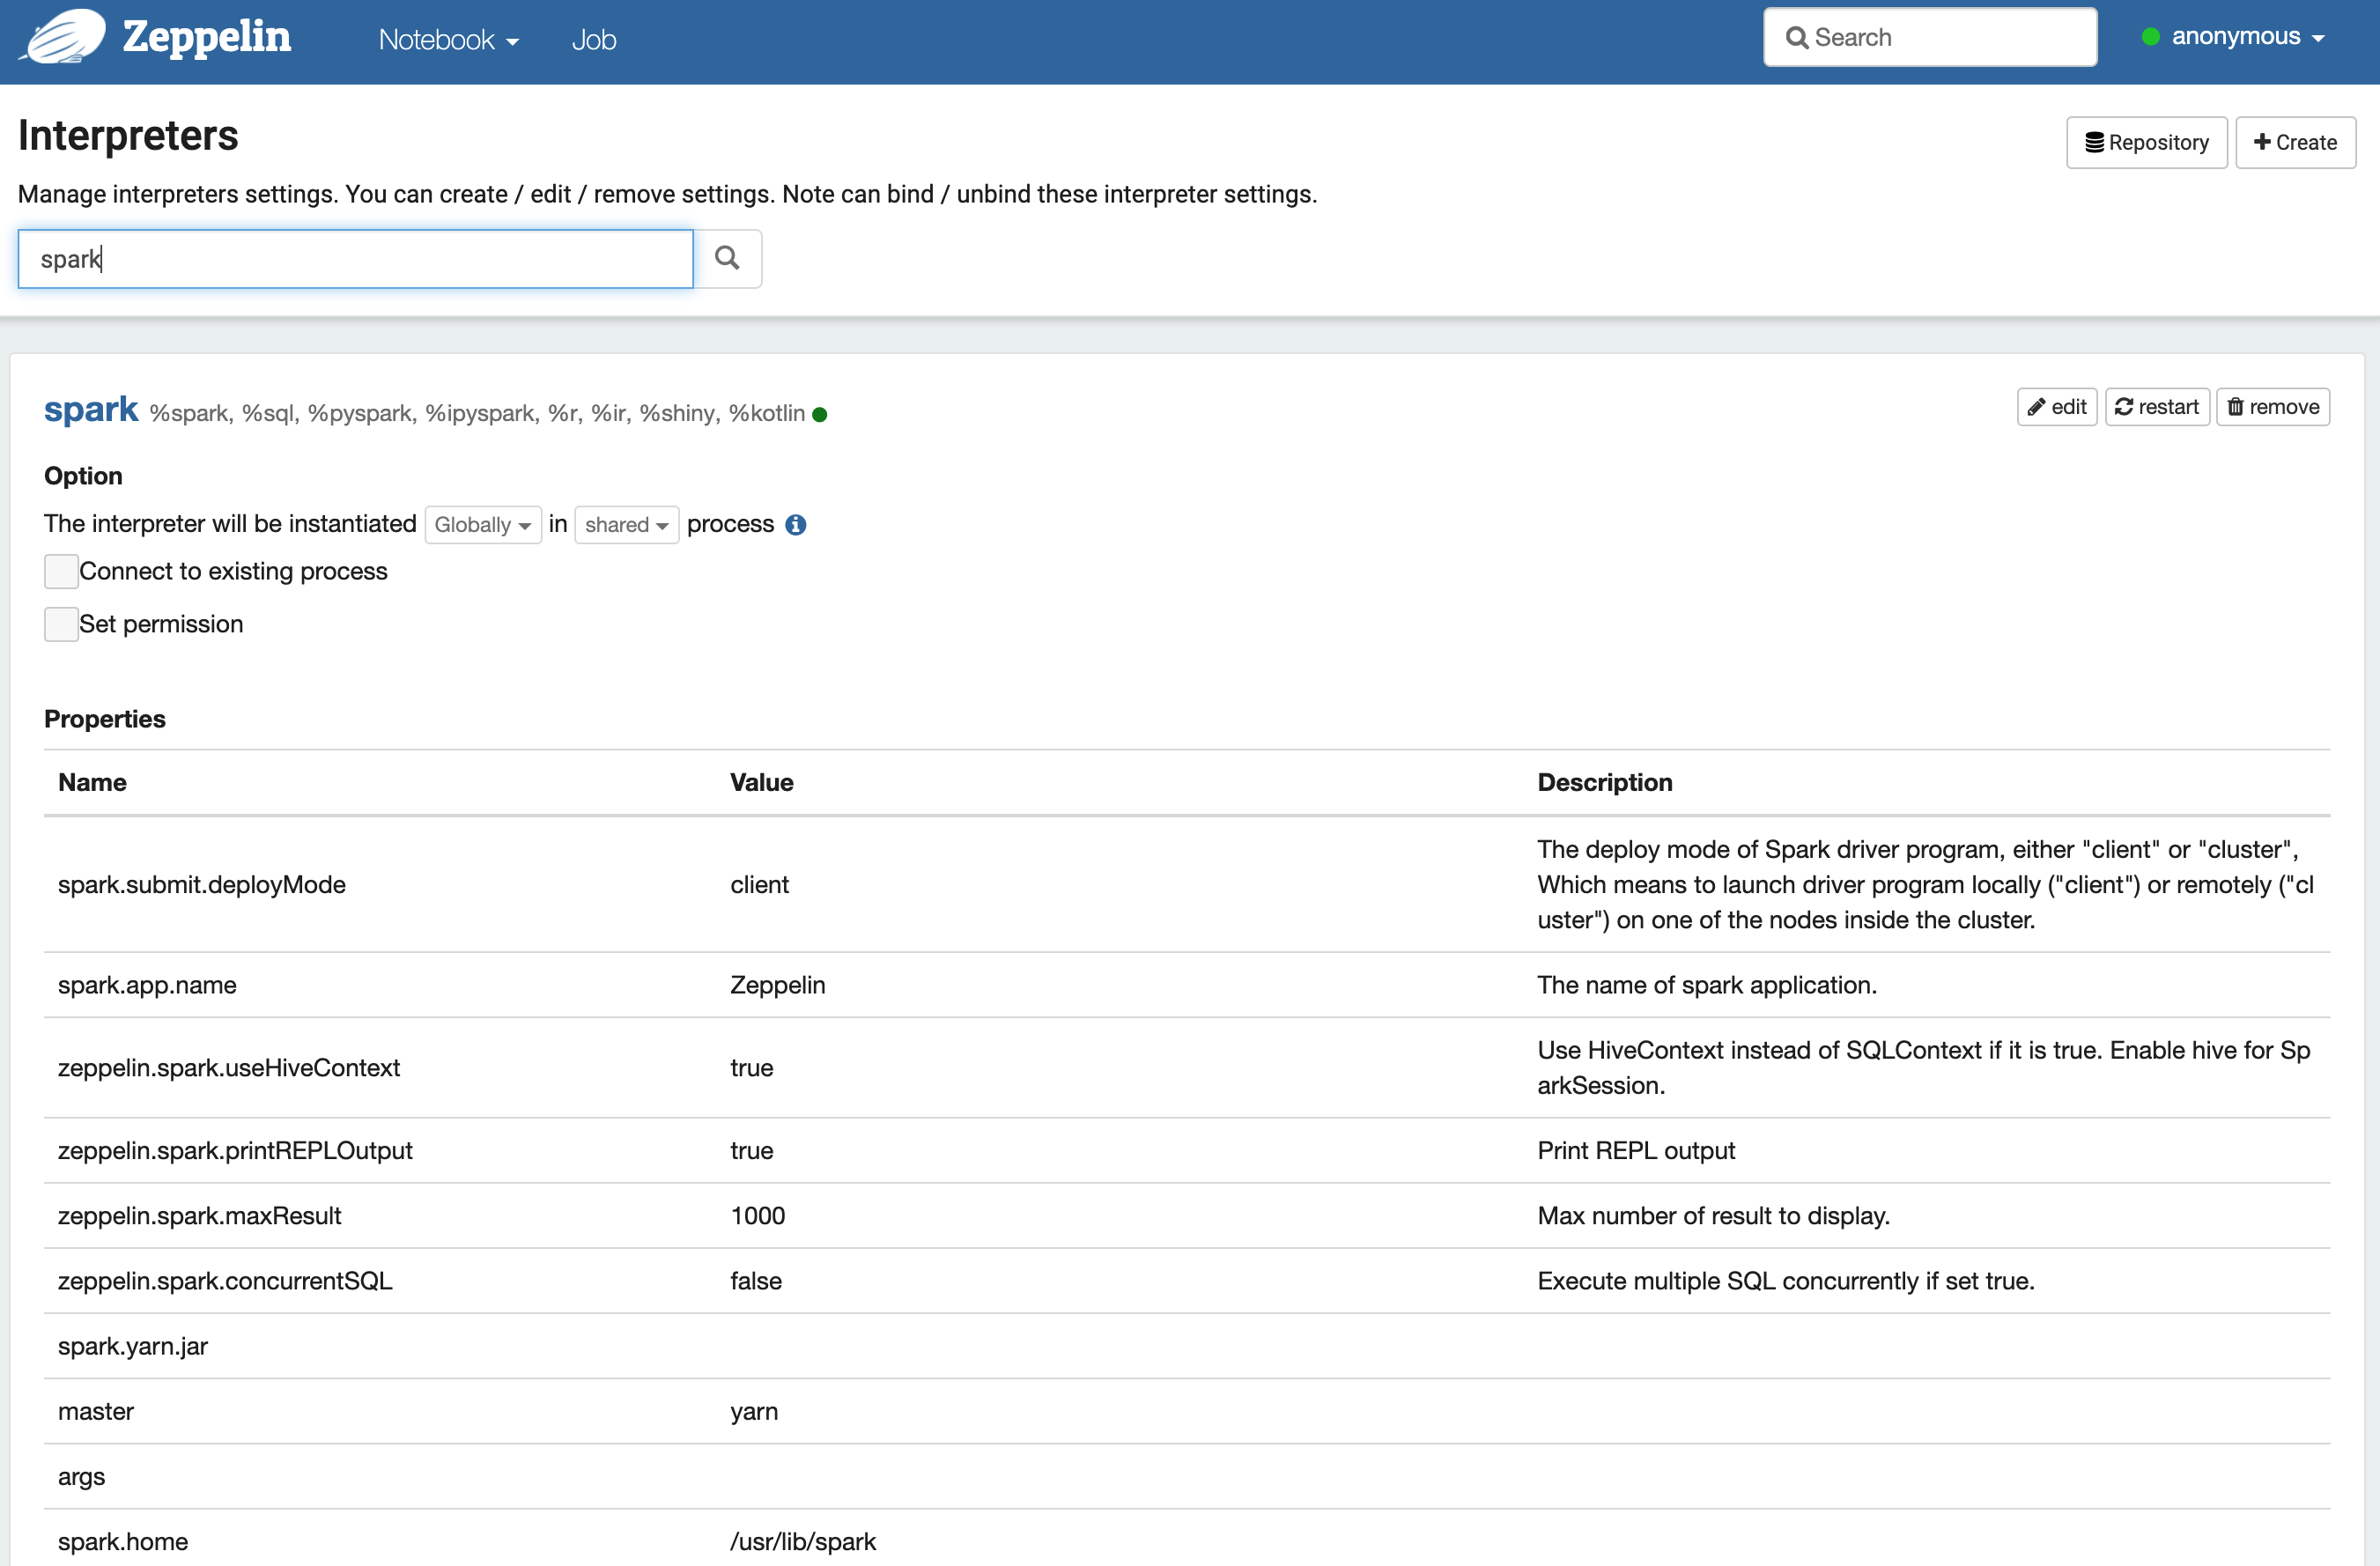 Zeppelin Notebook Job Search anonymous
Interpreters
Repository Create
Manage interpreters settings. You can create / edit / remove settings. Note can bind / unbind these interpreter settings.
spark
spark %spark, %sql, %pyspark, %ipyspark, %r, %ir, %shiny, %kotlin
edit restart remove
Option
The interpreter will be instantiated Globally in shared process
Connect to existing process
Set permission
Properties
Name Value Description
spark.submit.deployMode client The deploy mode of Spark driver program, either "client" or "cluster",
Which means to launch driver program locally ("client") or remotely ("cl
uster") on one of the nodes inside the cluster.
spark.app.name Zeppelin The name of spark application.
zeppelin.spark.useHiveContext true Use HiveContext instead of SQLContext if it is true. Enable hive for Sp
arkSession.
zeppelin.spark.printREPLOutput true Print REPL output
zeppelin.spark.maxResult 1000 Max number of result to display.
zeppelin.spark.concurrentSQL false Execute multiple SQL concurrently if set true.
spark.yarn.jar
master yarn
args
spark.home /usr/lib/spark